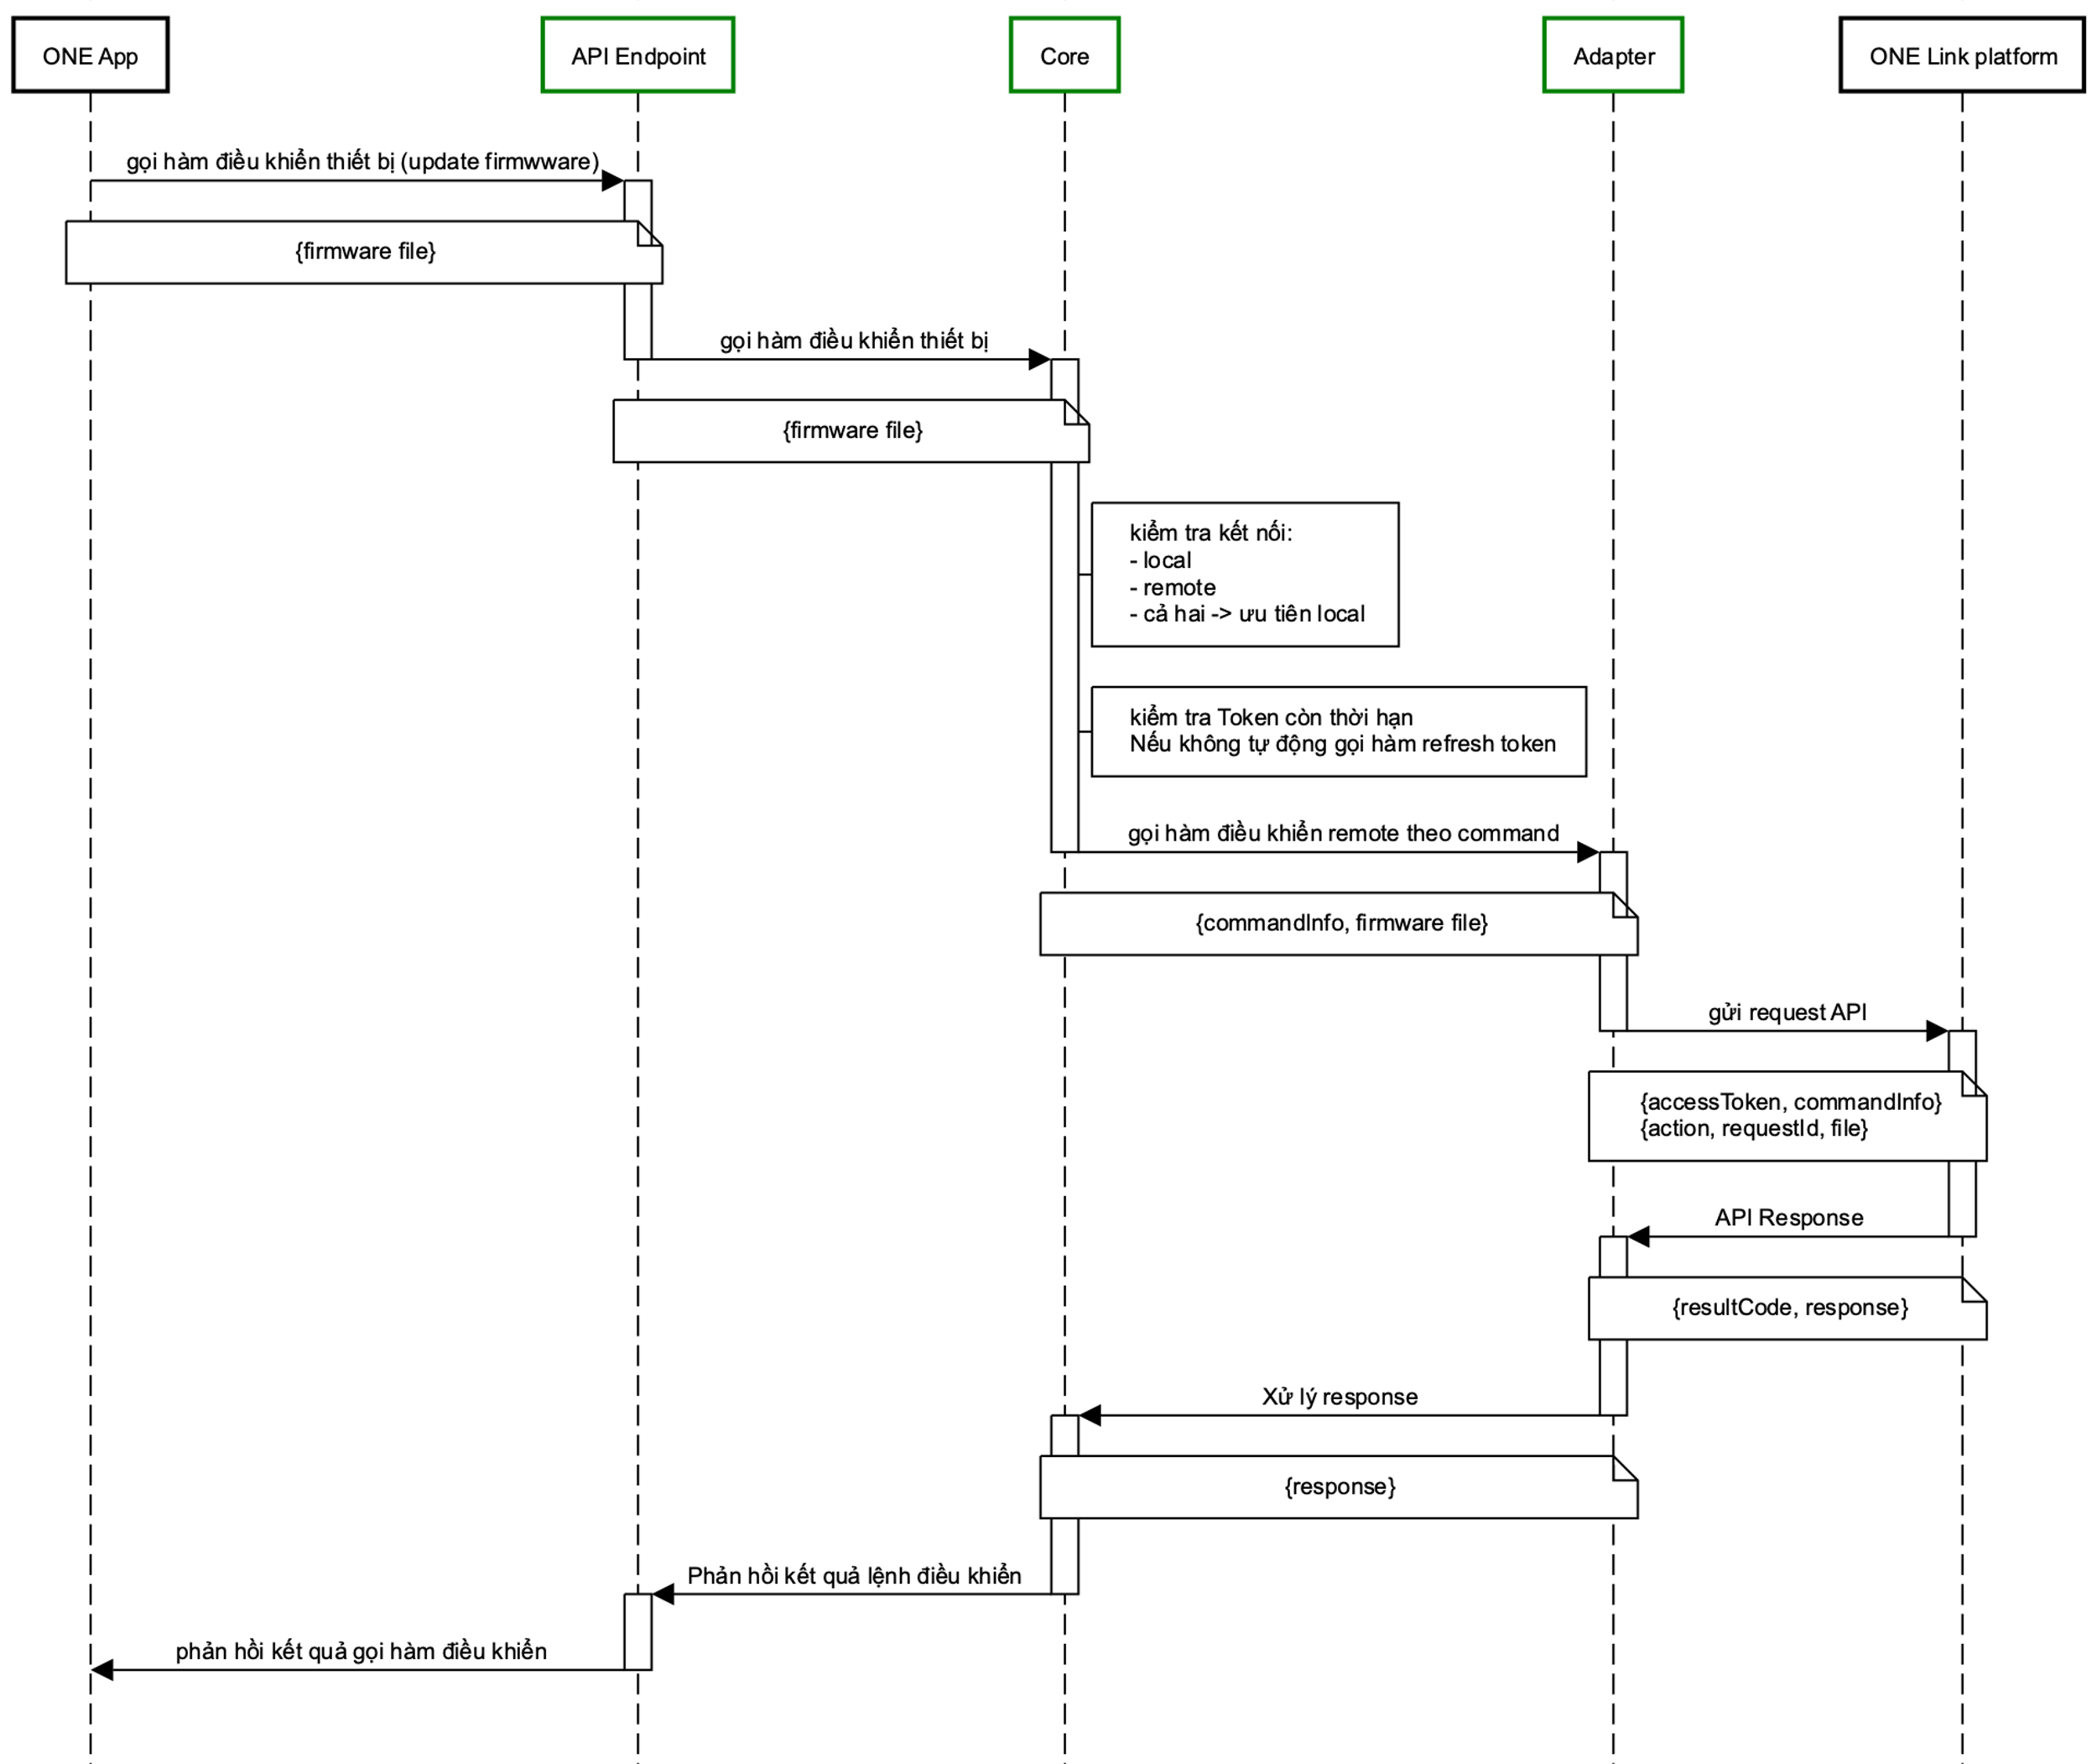 ONE App
API Endpoint
Core
Adapter
ONE Link platform
gọi hàm điều khiển thiết bị (update firmwware)
{firmware file}
gọi hàm điều khiển thiết bị
{firmware file}
kiểm tra kết nối:
- local
- remote
- cả hai -> ưu tiên local
kiểm tra Token còn thời hạn
Nếu không tự động gọi hàm refresh token
gọi hàm điều khiển remote theo command
{commandInfo, firmware file}
gửi request API
{accessToken, commandInfo}
{action, requestId, file}
API Response
{resultCode, response}
Xử lý response
{response}
Phản hồi kết quả lệnh điều khiển
phản hồi kết quả gọi hàm điều khiển